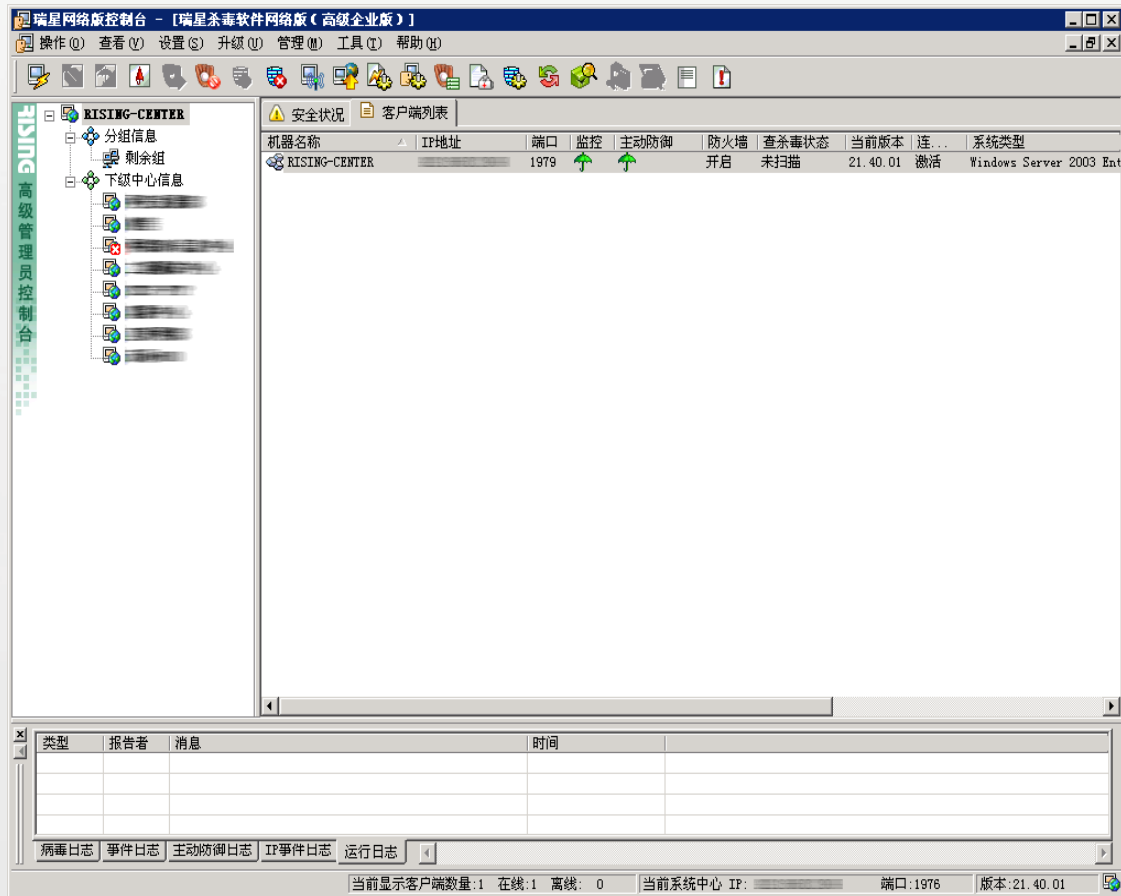 瑞星网络版控制台 - [瑞星杀毒软件网络版(高级企业版)]
操作(O) 查看(V) 设置(S) 升级(U) 管理(M) 工具(T) 帮助(H)
RISING 高级管理员控制台
RISING-CENTER
分组信息
剩余组
下级中心信息
安全状况 客户端列表
机器名称 IP地址 端口 监控 主动防御 防火墙 查杀毒状态 当前版本 连... 系统类型
RISING-CENTER 1979 开启 未扫描 21.40.01 激活 Windows Server 2003 Ent
类型 报告者 消息 时间
病毒日志 事件日志 主动防御日志 IP事件日志 运行日志
当前显示客户端数量:1 在线:1 离线: 0 当前系统中心 IP: 端口:1976 版本:21.40.01